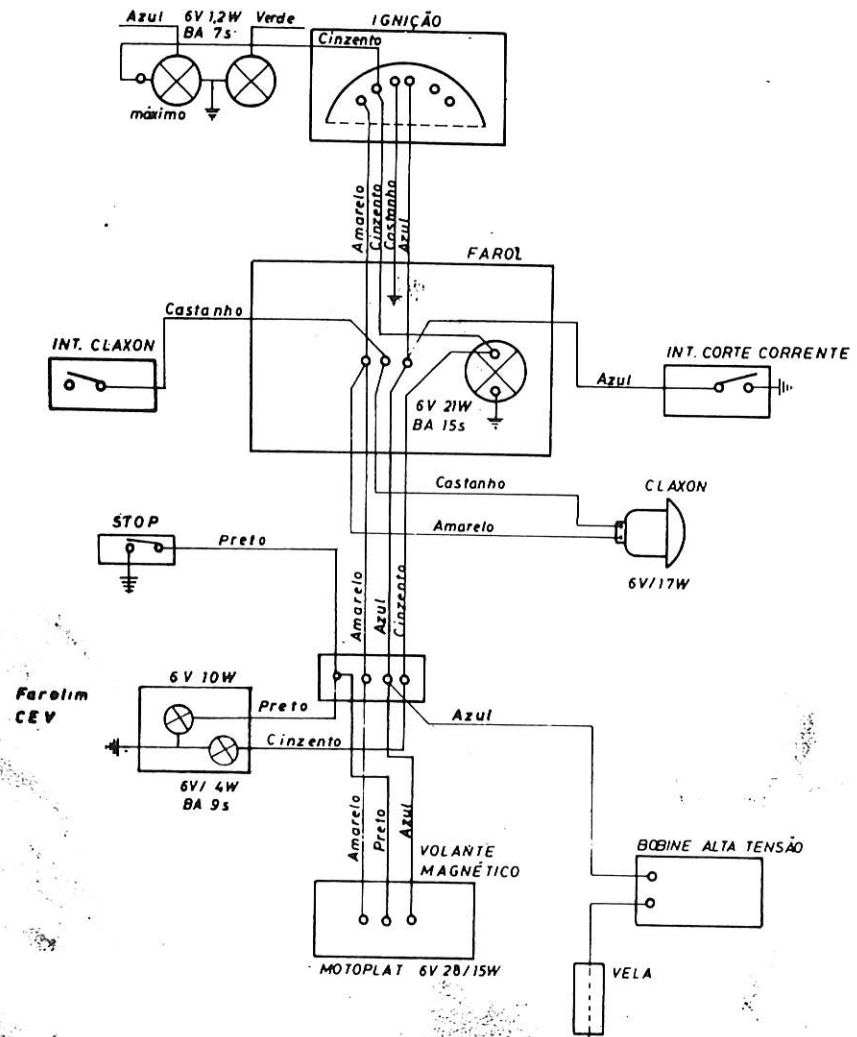 Azul
6V 1,2W
BA 7s
Verde
máximo
IGNIÇÃO
Cinzento
Amarelo
Cinzento
Castanho
Azul
FAROL
Castanho
INT. CLAXON
INT. CORTE CORRENTE
Azul
6V 21W
BA 15s
Castanho
CLAXON
Amarelo
6V/17W
STOP
Preto
Amarelo
Azul
Cinzento
Farolim
CEV
6V 10W
Preto
Cinzento
6V/ 4W
BA 9s
Azul
Amarelo
Preto
Azul
VOLANTE
MAGNÉTICO
MOTOPLAT 6V 28/15W
BOBINE ALTA TENSÃO
VELA